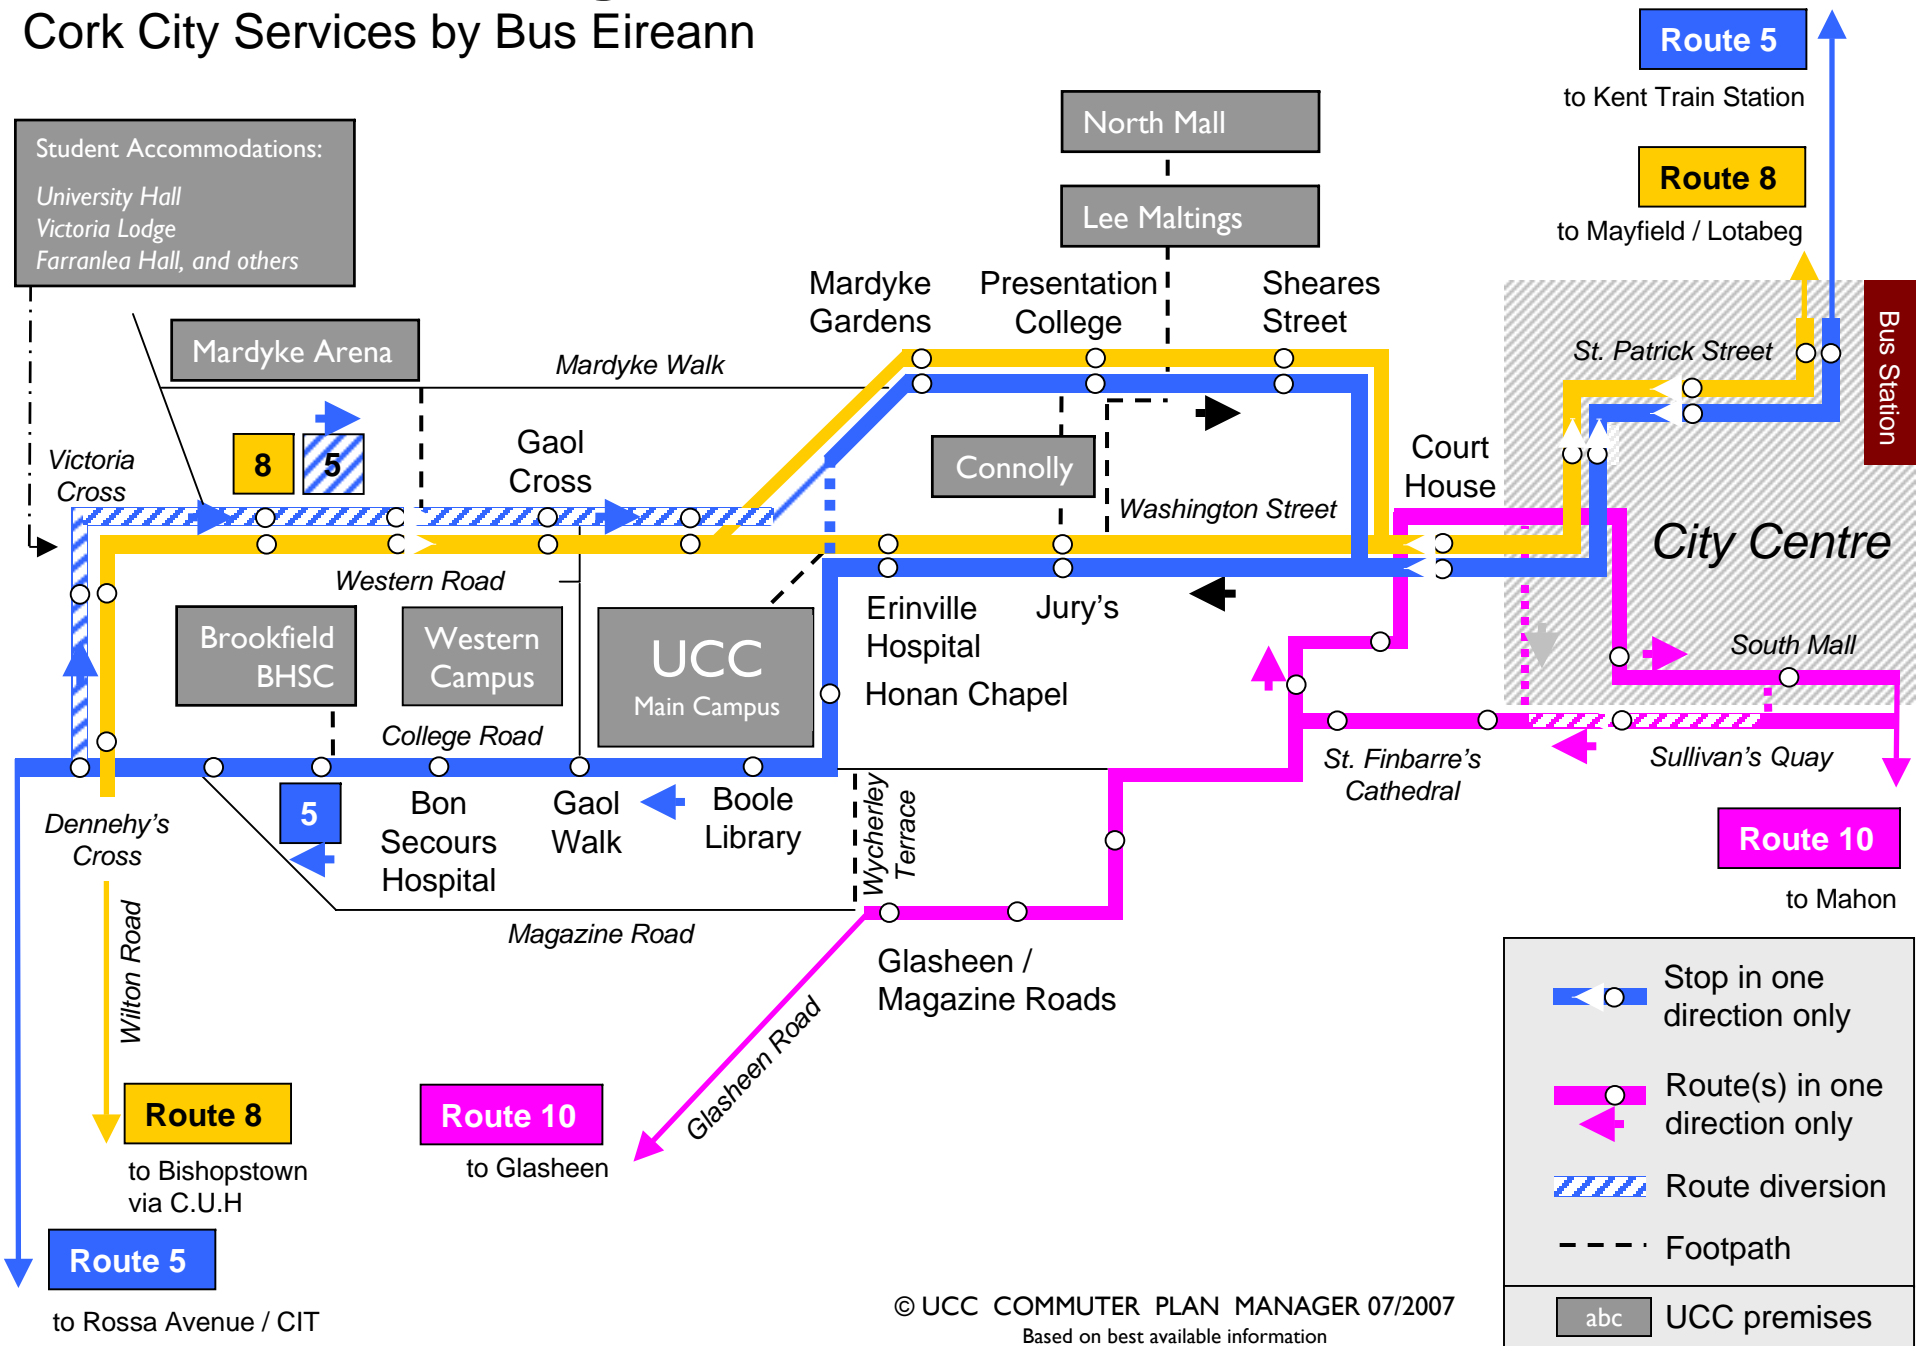 Cork City Services by Bus Eireann
Route 5
to Kent Train Station
Route 8
to Mayfield / Lotabeg
North Mall
Lee Maltings
Student Accommodations:
University Hall
Victoria Lodge
Farranlea Hall, and others
Mardyke Arena
Mardyke Walk
Mardyke
Gardens
Presentation
College
Sheares
Street
St. Patrick Street
Bus Station
Victoria
Cross
8
5
Gaol
Cross
Connolly
Washington Street
Court
House
City Centre
Western Road
Brookfield
BHSC
Western
Campus
UCC
Main Campus
Erinville
Hospital
Jury's
Honan Chapel
South Mall
College Road
St. Finbarre's
Cathedral
Sullivan's Quay
Dennehy's
Cross
5
Bon
Secours
Hospital
Gaol
Walk
Boole
Library
Wycherley
Terrace
Route 10
to Mahon
Wilton Road
Magazine Road
Glasheen /
Magazine Roads
Glasheen Road
Route 8
to Bishopstown
via C.U.H
Route 10
to Glasheen
Route 5
to Rossa Avenue / CIT
Stop in one
direction only
Route(s) in one
direction only
Route diversion
Footpath
abc
UCC premises
© UCC COMMUTER PLAN MANAGER 07/2007
Based on best available information